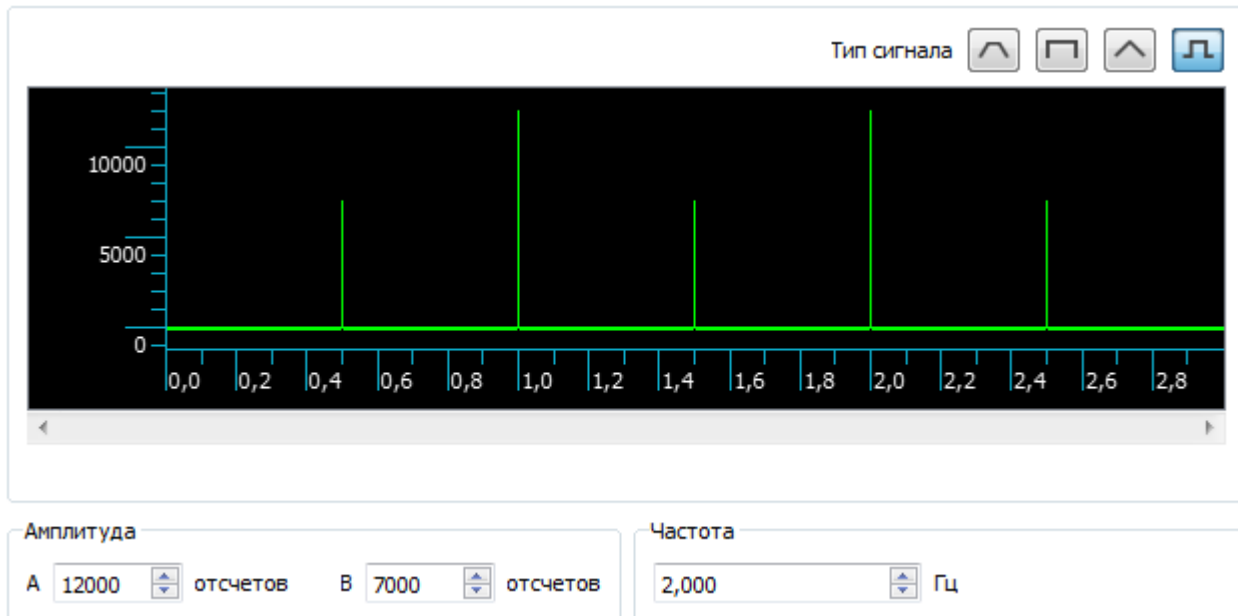 Тип сигнала
10000
5000
0
0,0 0,2 0,4 0,6 0,8 1,0 1,2 1,4 1,6 1,8 2,0 2,2 2,4 2,6 2,8
Амплитуда
A 12000 отсчетов B 7000 отсчетов
Частота
2,000 Гц